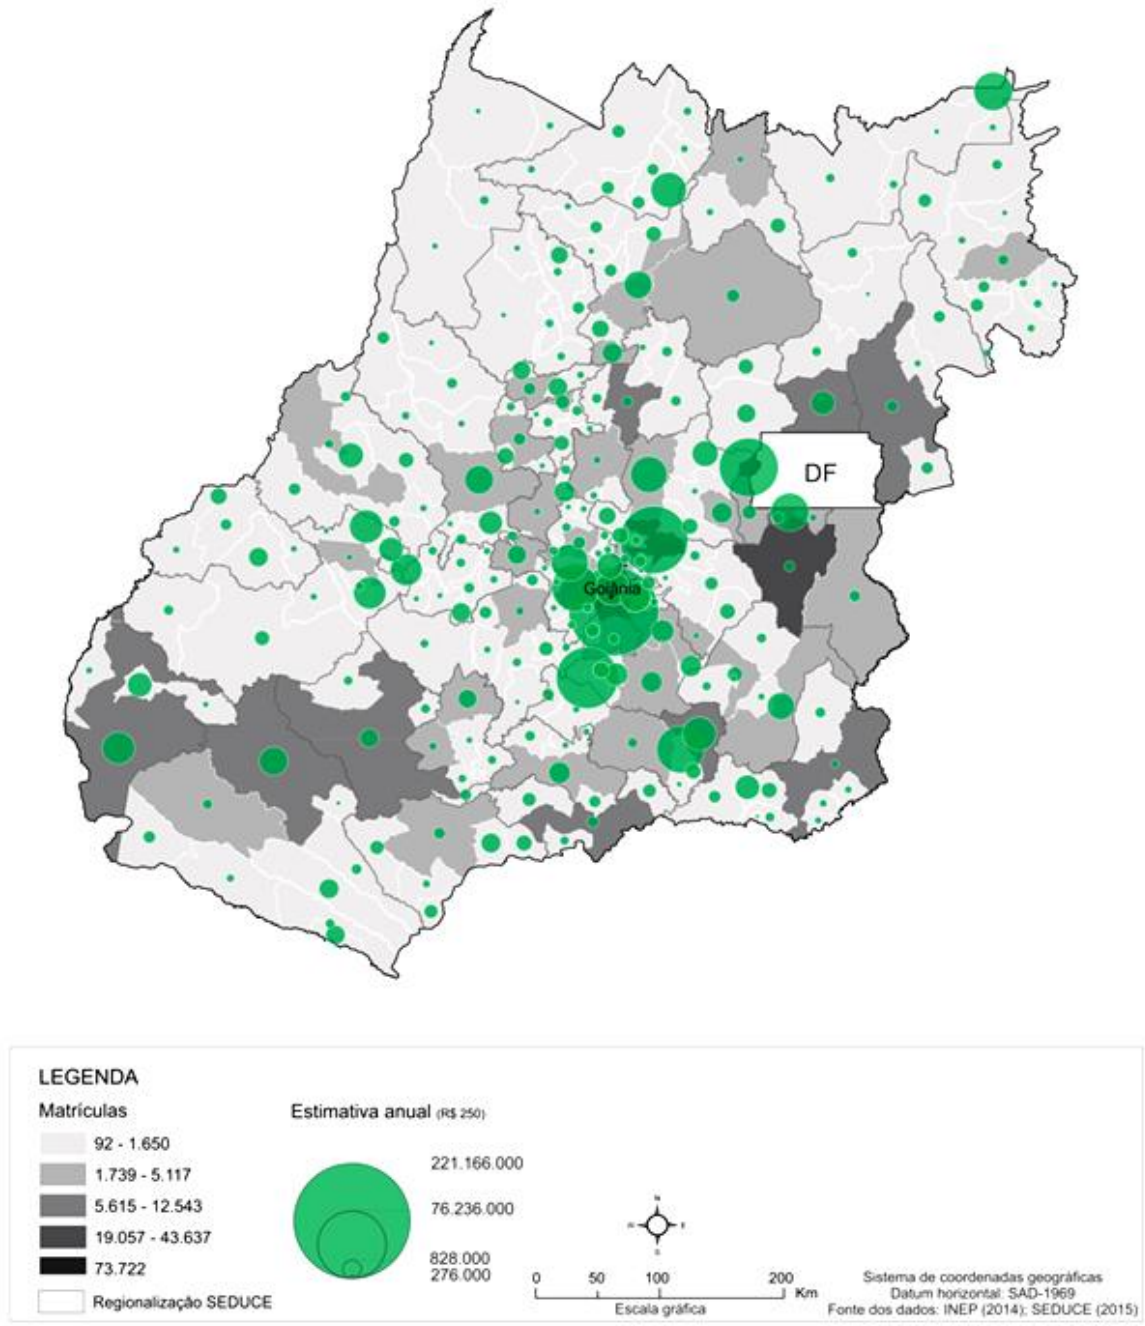 DF
Goiânia
LEGENDA
Matrículas
92 - 1.650
1.739 - 5.117
5.615 - 12.543
19.057 - 43.637
73.722
Regionalização SEDUCE
Estimativa anual (R$ 250)
221.166.000
76.236.000
828.000
276.000
N
E
S
0 50 100 200
Km
Escala gráfica
Sistema de coordenadas geográficas
Datum horizontal: SAD-1969
Fonte dos dados: INEP (2014); SEDUCE (2015)